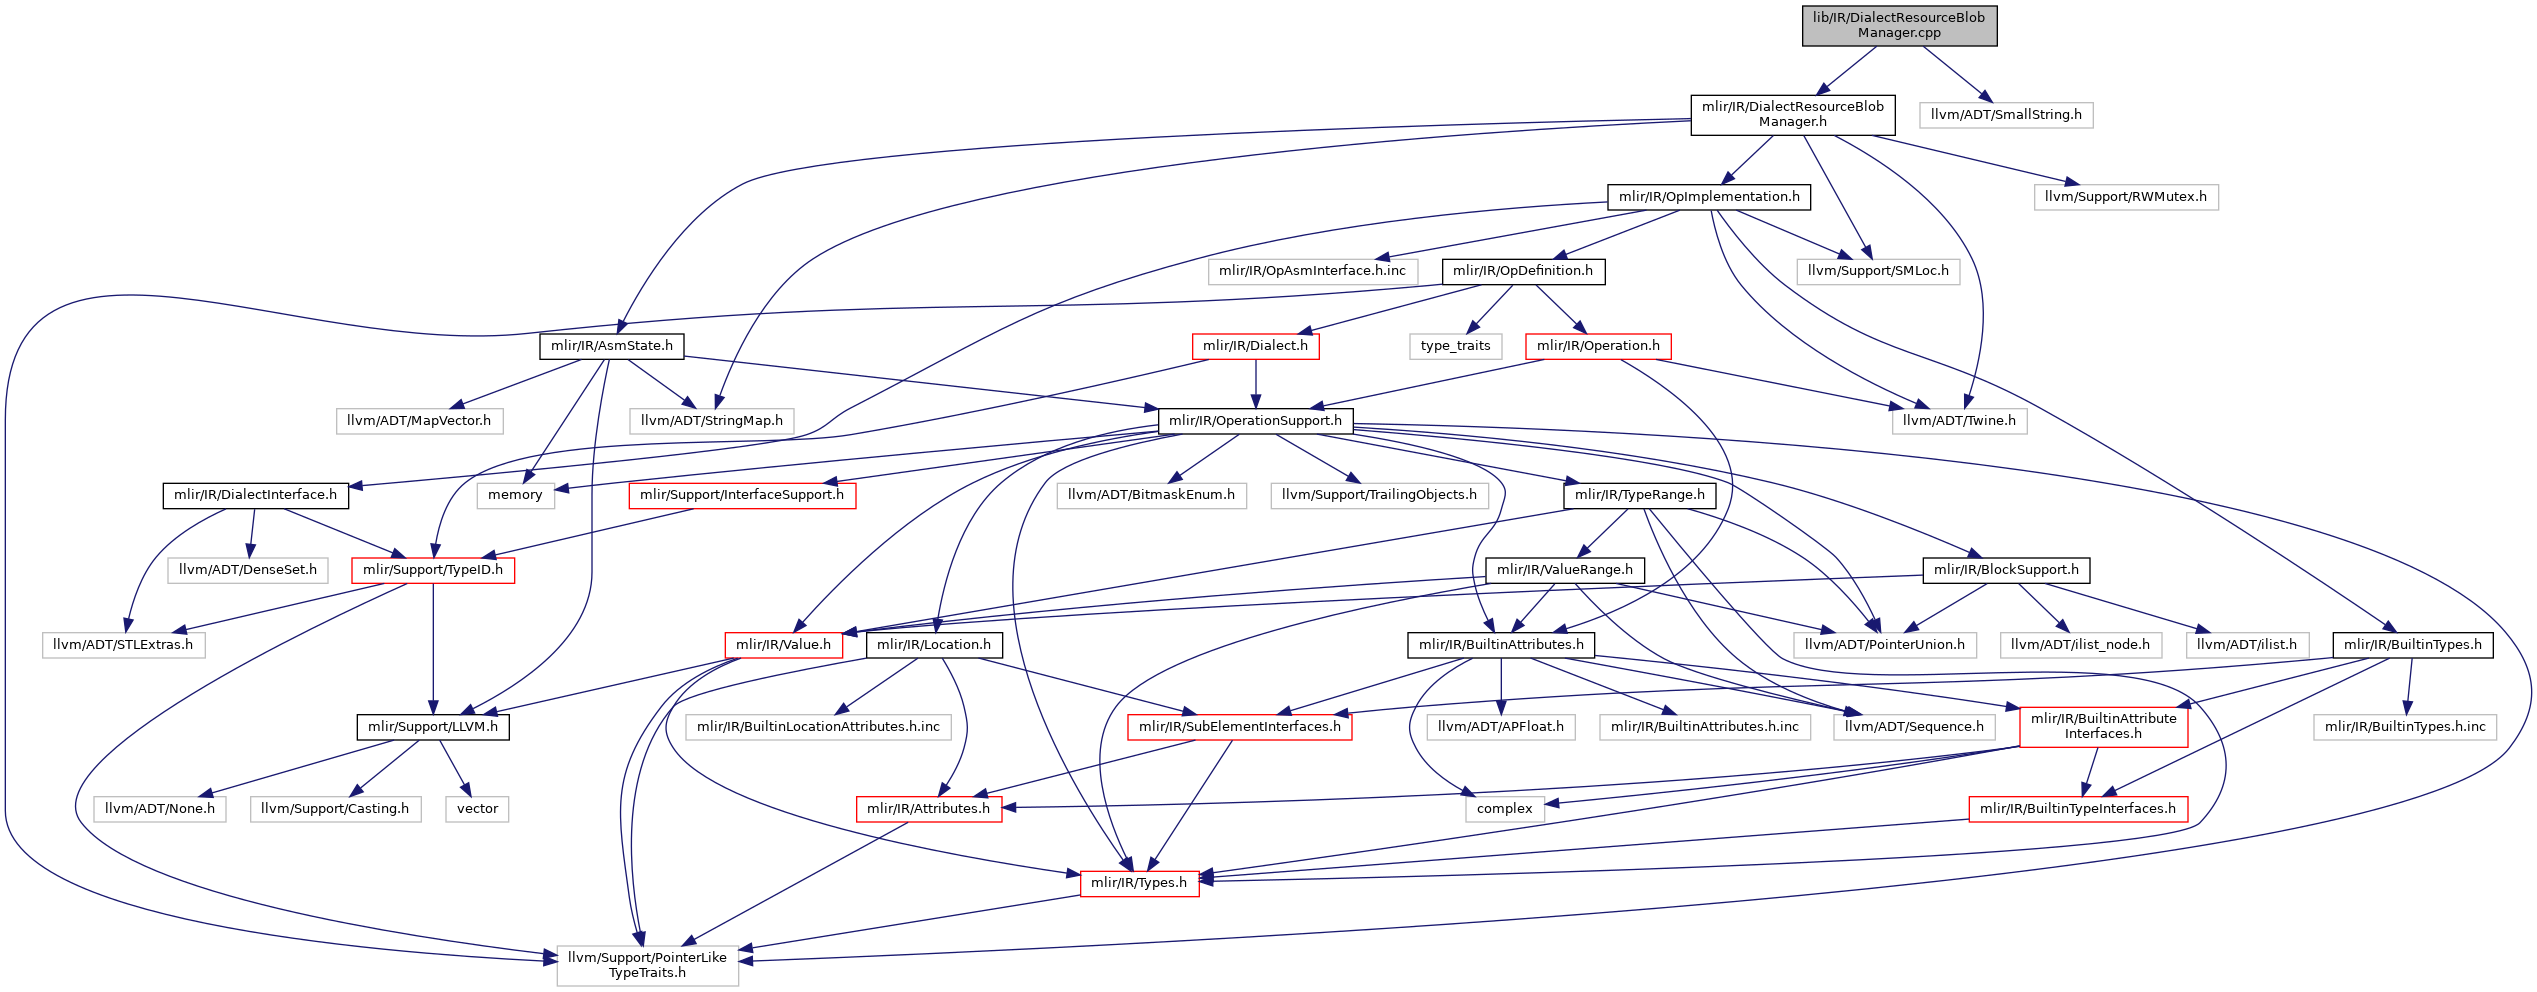 lib/IR/DialectResourceBlob
Manager.cpp
mlir/IR/DialectResourceBlob
Manager.h
llvm/ADT/SmallString.h
mlir/IR/OpImplementation.h
llvm/Support/RWMutex.h
mlir/IR/OpAsmInterface.h.inc
mlir/IR/OpDefinition.h
llvm/Support/SMLoc.h
mlir/IR/AsmState.h
mlir/IR/Dialect.h
type_traits
mlir/IR/Operation.h
llvm/ADT/MapVector.h
llvm/ADT/StringMap.h
mlir/IR/OperationSupport.h
llvm/ADT/Twine.h
mlir/IR/DialectInterface.h
memory
mlir/Support/InterfaceSupport.h
llvm/ADT/BitmaskEnum.h
llvm/Support/TrailingObjects.h
mlir/IR/TypeRange.h
llvm/ADT/DenseSet.h
mlir/Support/TypeID.h
mlir/IR/ValueRange.h
mlir/IR/BlockSupport.h
llvm/ADT/STLExtras.h
mlir/IR/Value.h
mlir/IR/Location.h
mlir/IR/BuiltinAttributes.h
llvm/ADT/PointerUnion.h
llvm/ADT/ilist_node.h
llvm/ADT/ilist.h
mlir/IR/BuiltinTypes.h
mlir/Support/LLVM.h
mlir/IR/BuiltinLocationAttributes.h.inc
mlir/IR/SubElementInterfaces.h
llvm/ADT/APFloat.h
mlir/IR/BuiltinAttributes.h.inc
llvm/ADT/Sequence.h
mlir/IR/BuiltinAttribute
Interfaces.h
mlir/IR/BuiltinTypes.h.inc
llvm/ADT/None.h
llvm/Support/Casting.h
vector
mlir/IR/Attributes.h
complex
mlir/IR/BuiltinTypeInterfaces.h
mlir/IR/Types.h
llvm/Support/PointerLike
TypeTraits.h